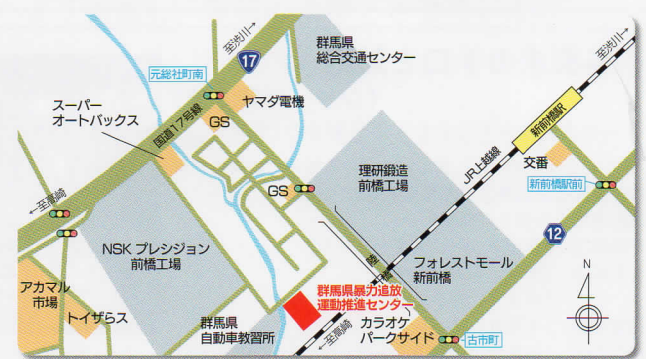 至渋川→
17
群馬県
総合交通センター
至渋川→
元総社町南
ヤマダ電機
スーパー
オートバックス
国道17号線
GS
新前橋駅
JR上越線
交番
理研鍛造
前橋工場
新前橋駅前
GS
←至高崎
12
NSK プレシジョン
前橋工場
陸橋
フォレストモール
新前橋
N
アカマル
市場
トイザらス
群馬県暴力追放
運動推進センター
群馬県
自動車教習所
←至高崎
カラオケ
パークサイド
古市町